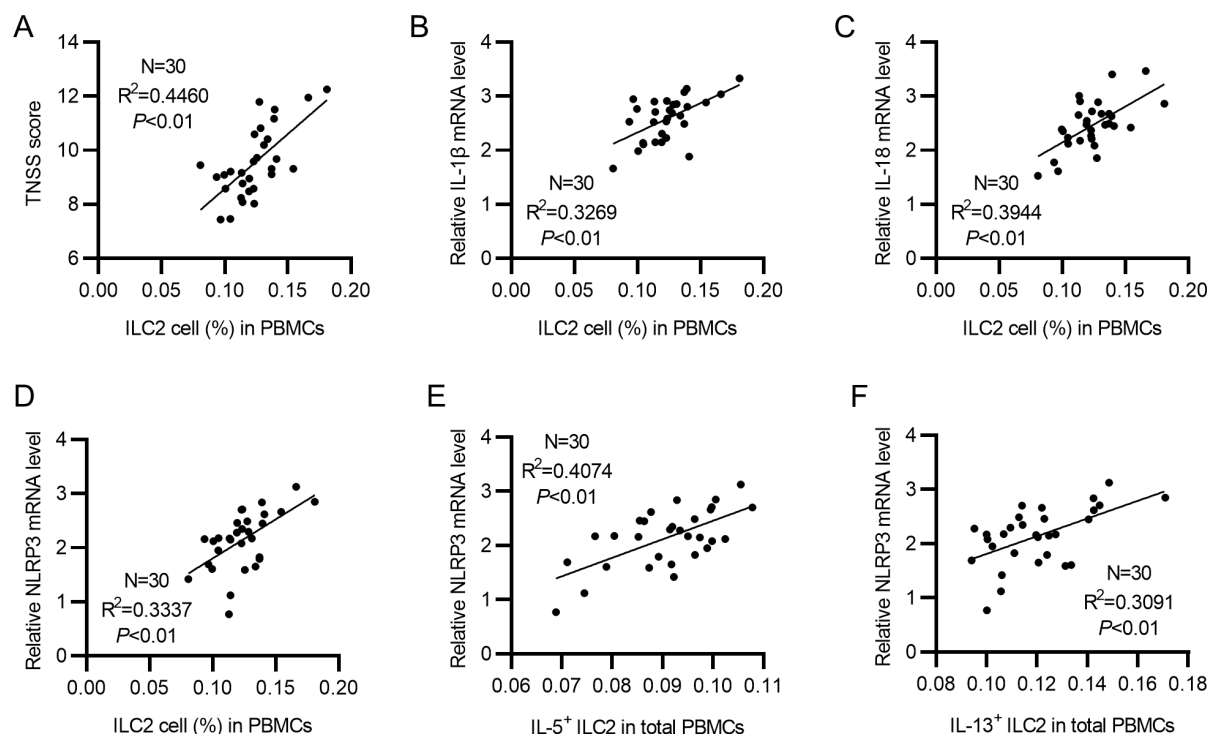 A
TNSS score
14
12
10
8
6
N=30
R²=0.4460
P<0.01
0.00 0.05 0.10 0.15 0.20
ILC2 cell (%) in PBMCs
B
Relative IL-1β mRNA level
4
3
2
1
0
N=30
R²=0.3269
P<0.01
0.00 0.05 0.10 0.15 0.20
ILC2 cell (%) in PBMCs
C
Relative IL-18 mRNA level
4
3
2
1
0
N=30
R²=0.3944
P<0.01
0.00 0.05 0.10 0.15 0.20
ILC2 cell (%) in PBMCs
D
Relative NLRP3 mRNA level
4
3
2
1
0
N=30
R²=0.3337
P<0.01
0.00 0.05 0.10 0.15 0.20
ILC2 cell (%) in PBMCs
E
Relative NLRP3 mRNA level
4
3
2
1
0
N=30
R²=0.4074
P<0.01
0.06 0.07 0.08 0.09 0.10 0.11
IL-5⁺ ILC2 in total PBMCs
F
Relative NLRP3 mRNA level
4
3
2
1
0
N=30
R²=0.3091
P<0.01
0.08 0.10 0.12 0.14 0.16 0.18
IL-13⁺ ILC2 in total PBMCs